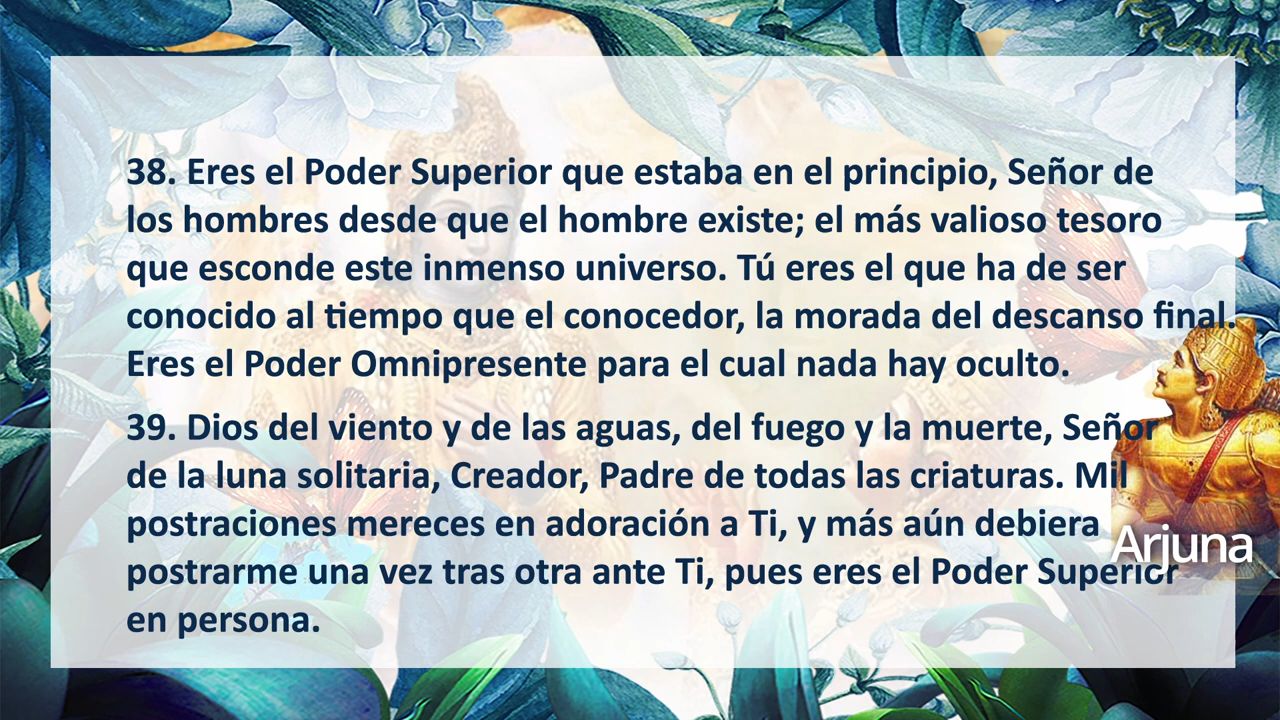 38. Eres el Poder Superior que estaba en el principio, Señor de
los hombres desde que el hombre existe; el más valioso tesoro
que esconde este inmenso universo. Tú eres el que ha de ser
conocido al tiempo que el conocedor, la morada del descanso final.
Eres el Poder Omnipresente para el cual nada hay oculto.
39. Dios del viento y de las aguas, del fuego y la muerte, Señor
de la luna solitaria, Creador, Padre de todas las criaturas. Mil
postraciones mereces en adoración a Ti, y más aún debiera
postrarme una vez tras otra ante Ti, pues eres el Poder Superior
en persona.
Arjuna